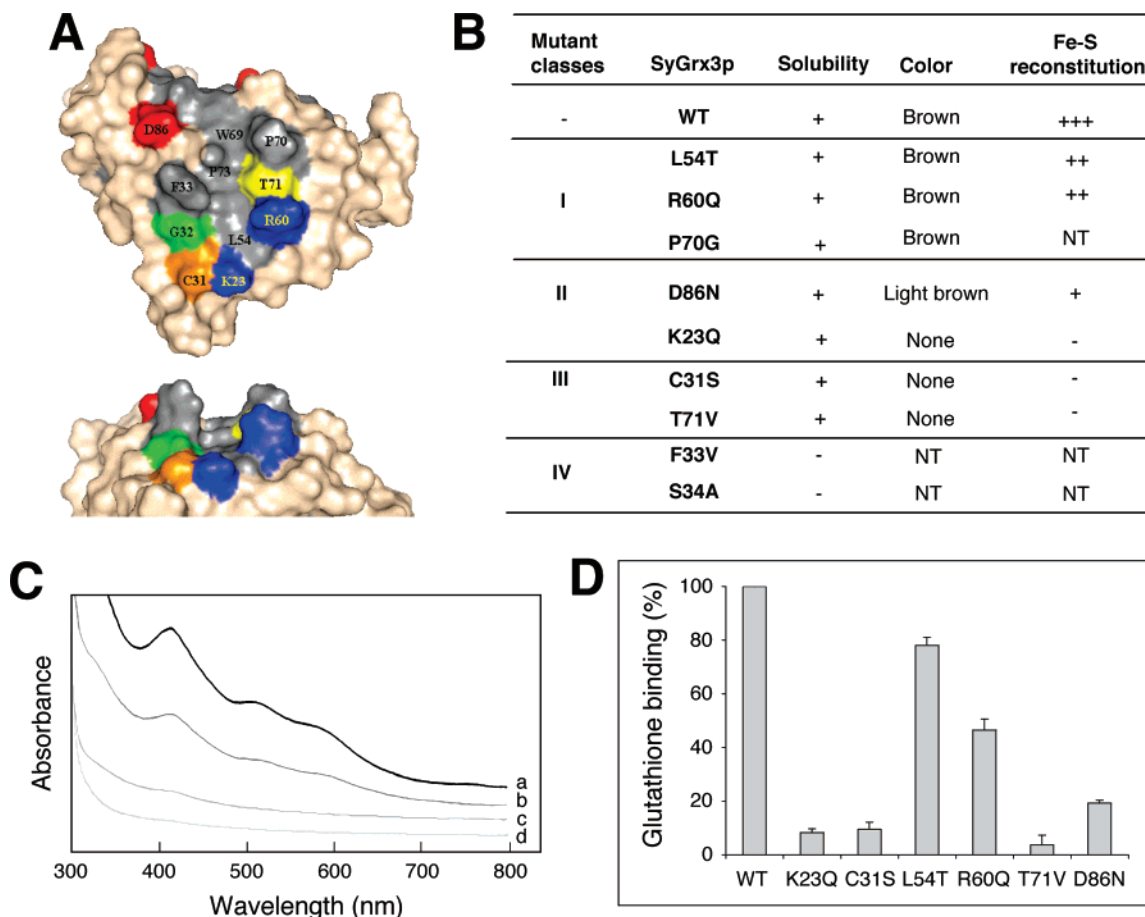 A
D86
W69
P70
P73
F33
T71
G32
R60
L54
C31
K23
B
Mutant classes SyGrx3p Solubility Color Fe-S reconstitution
- WT + Brown +++
I
L54T + Brown ++
R60Q + Brown ++
P70G + Brown NT
II
D86N + Light brown +
K23Q + None -
III
C31S + None -
T71V + None -
IV
F33V - NT NT
S34A - NT NT
C
Absorbance
a
b
c
d
300 400 500 600 700 800
Wavelength (nm)
D
Glutathione binding (%)
100
80
60
40
20
0
WT K23Q C31S L54T R60Q T71V D86N